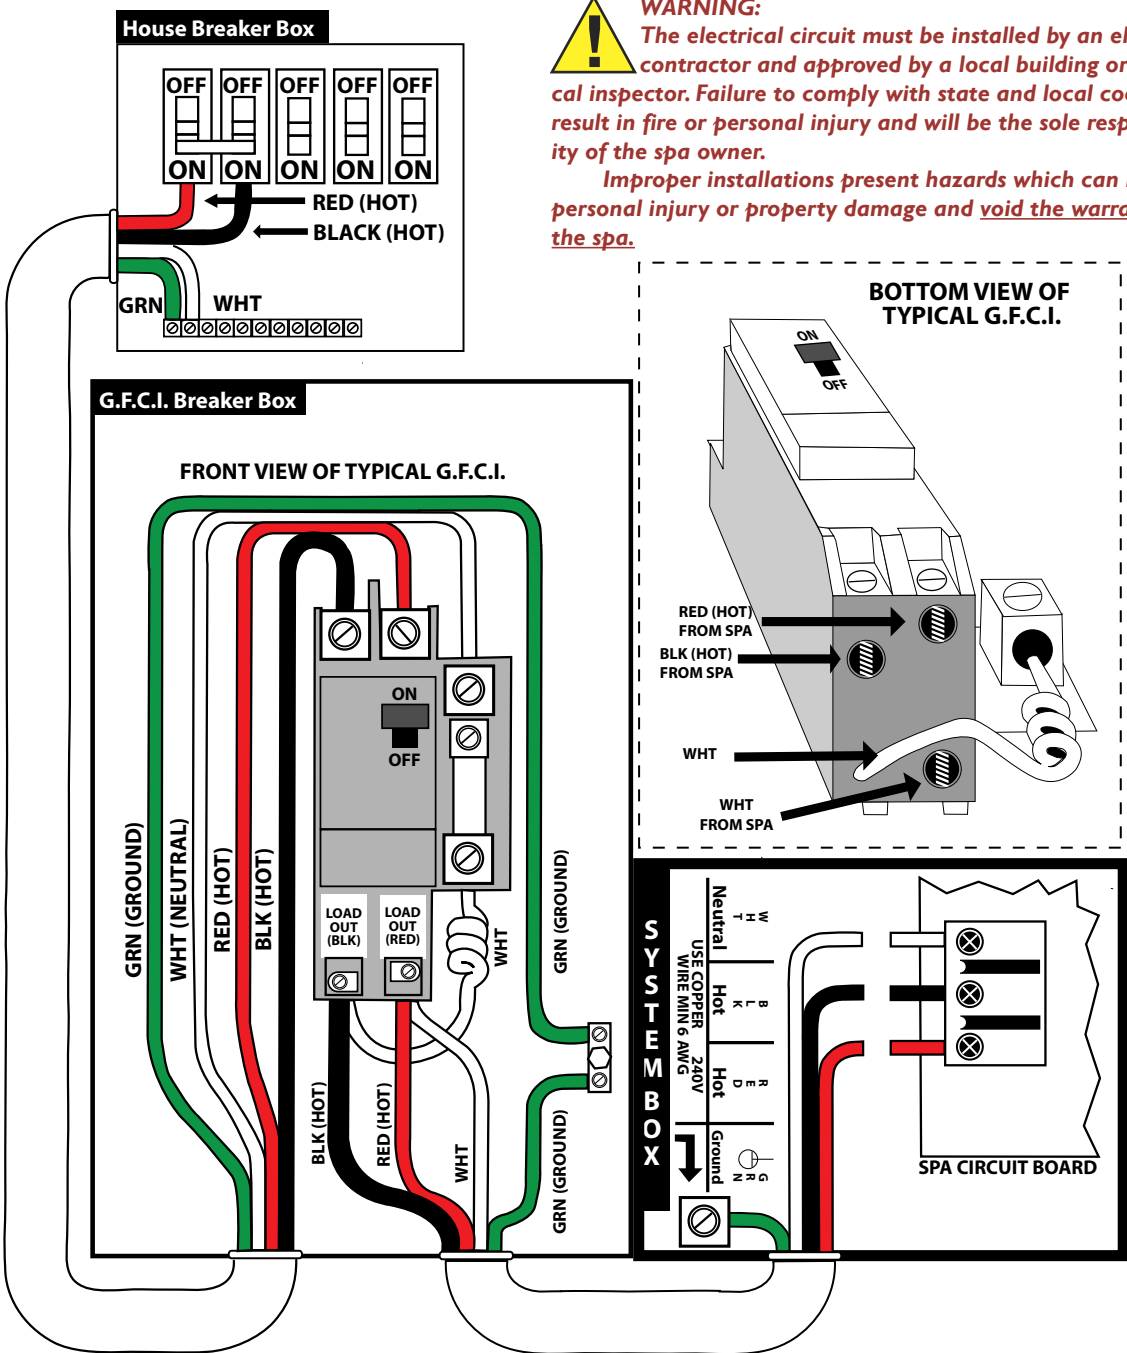 House Breaker Box
OFF OFF OFF OFF OFF
ON ON ON ON ON
RED (HOT)
BLACK (HOT)
GRN WHT
WARNING:
The electrical circuit must be installed by an el
contractor and approved by a local building or
cal inspector. Failure to comply with state and local co
result in fire or personal injury and will be the sole resp
ity of the spa owner.
Improper installations present hazards which can
personal injury or property damage and void the warra
the spa.
BOTTOM VIEW OF
TYPICAL G.F.C.I.
ON
OFF
RED (HOT)
FROM SPA
BLK (HOT)
FROM SPA
WHT
WHT
FROM SPA
G.F.C.I. Breaker Box
FRONT VIEW OF TYPICAL G.F.C.I.
ON
OFF
GRN (GROUND)
WHT (NEUTRAL)
RED (HOT)
BLK (HOT)
LOAD
OUT
(BLK)
LOAD
OUT
(RED)
WHT
GRN (GROUND)
BLK (HOT)
RED (HOT)
WHT
GRN (GROUND)
SYSTEM BOX
Neutral
WHT
Hot
BLK
Hot
RED
Ground
GRN
USE COPPER 240V
WIRE MIN 6 AWG
SPA CIRCUIT BOARD